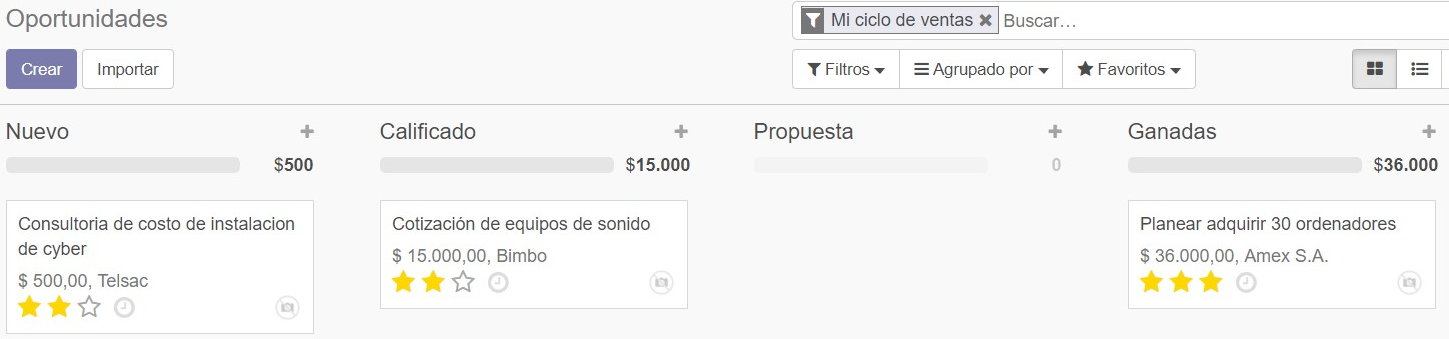 Oportunidades
Mi ciclo de ventas Buscar...
Crear Importar
Filtros Agrupado por Favoritos
Nuevo
$500
Consultoria de costo de instalacion
de cyber
$ 500,00, Telsac
Calificado
$15.000
Cotización de equipos de sonido
$ 15.000,00, Bimbo
Propuesta
0
Ganadas
$36.000
Planear adquirir 30 ordenadores
$ 36.000,00, Amex S.A.